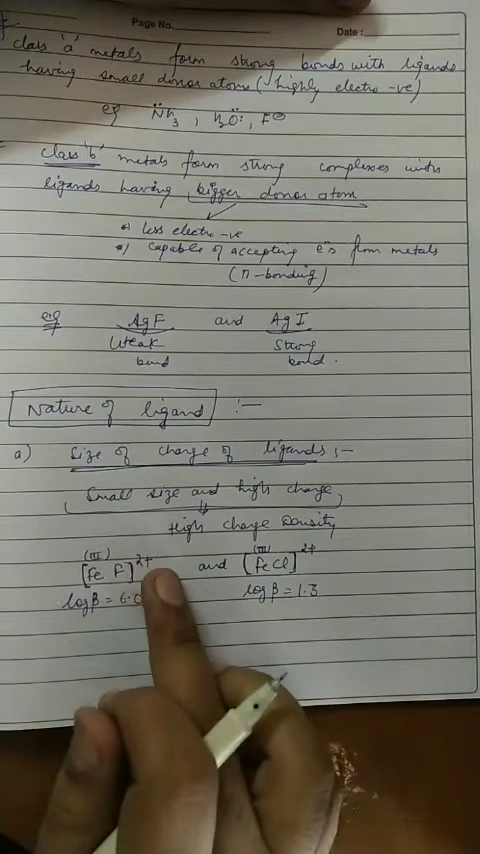 Page No.
Date :
class 'a' metals form strong bonds with ligands
having small donor atoms (highly electro -ve)
eg N̈H3 , H2Ö: , F⊖
class 'b' metals form strong complexes with
ligands having bigger donor atom
*) less electro -ve
*) capable of accepting e's from metals
(π-bonding)
eg AgF and AgI
Weak Strong
bond bond.
Nature of ligand :-
a) Size of charge of ligands :-
(Small size and high charge)
⇓
High Charge Density
(III) (III)
[Fe F]2+ and [FeCl]2+
logβ = 6.0 logβ = 1.3